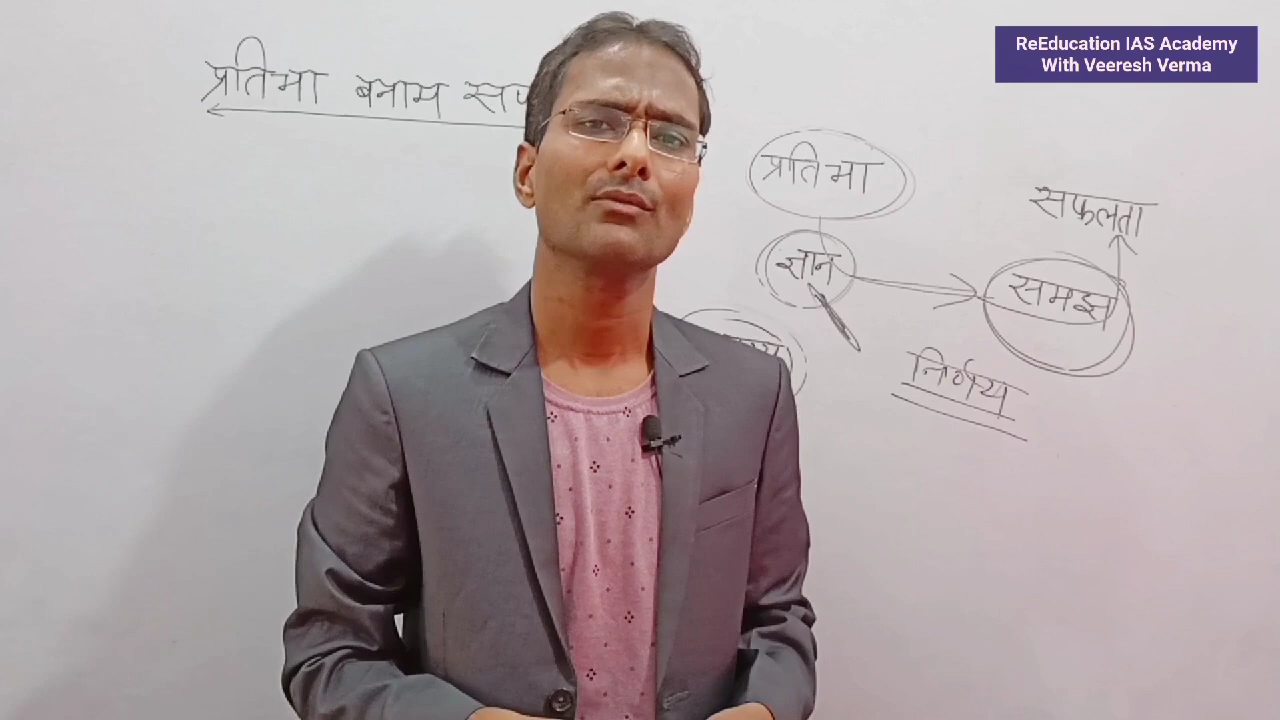 ReEducation IAS Academy
With Veeresh Verma
प्रतिमा बनाम
प्रतिमा
सफलता
ज्ञान
समझ
निर्णय